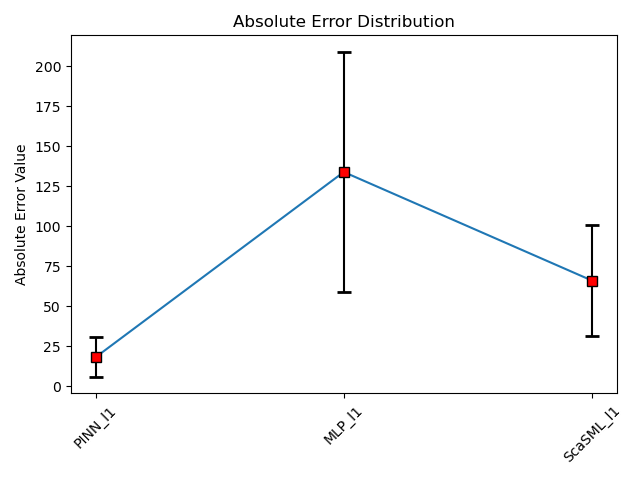 Absolute Error Distribution
Absolute Error Value
200
175
150
125
100
75
50
25
0
PINN_l1
MLP_l1
ScaSML_l1